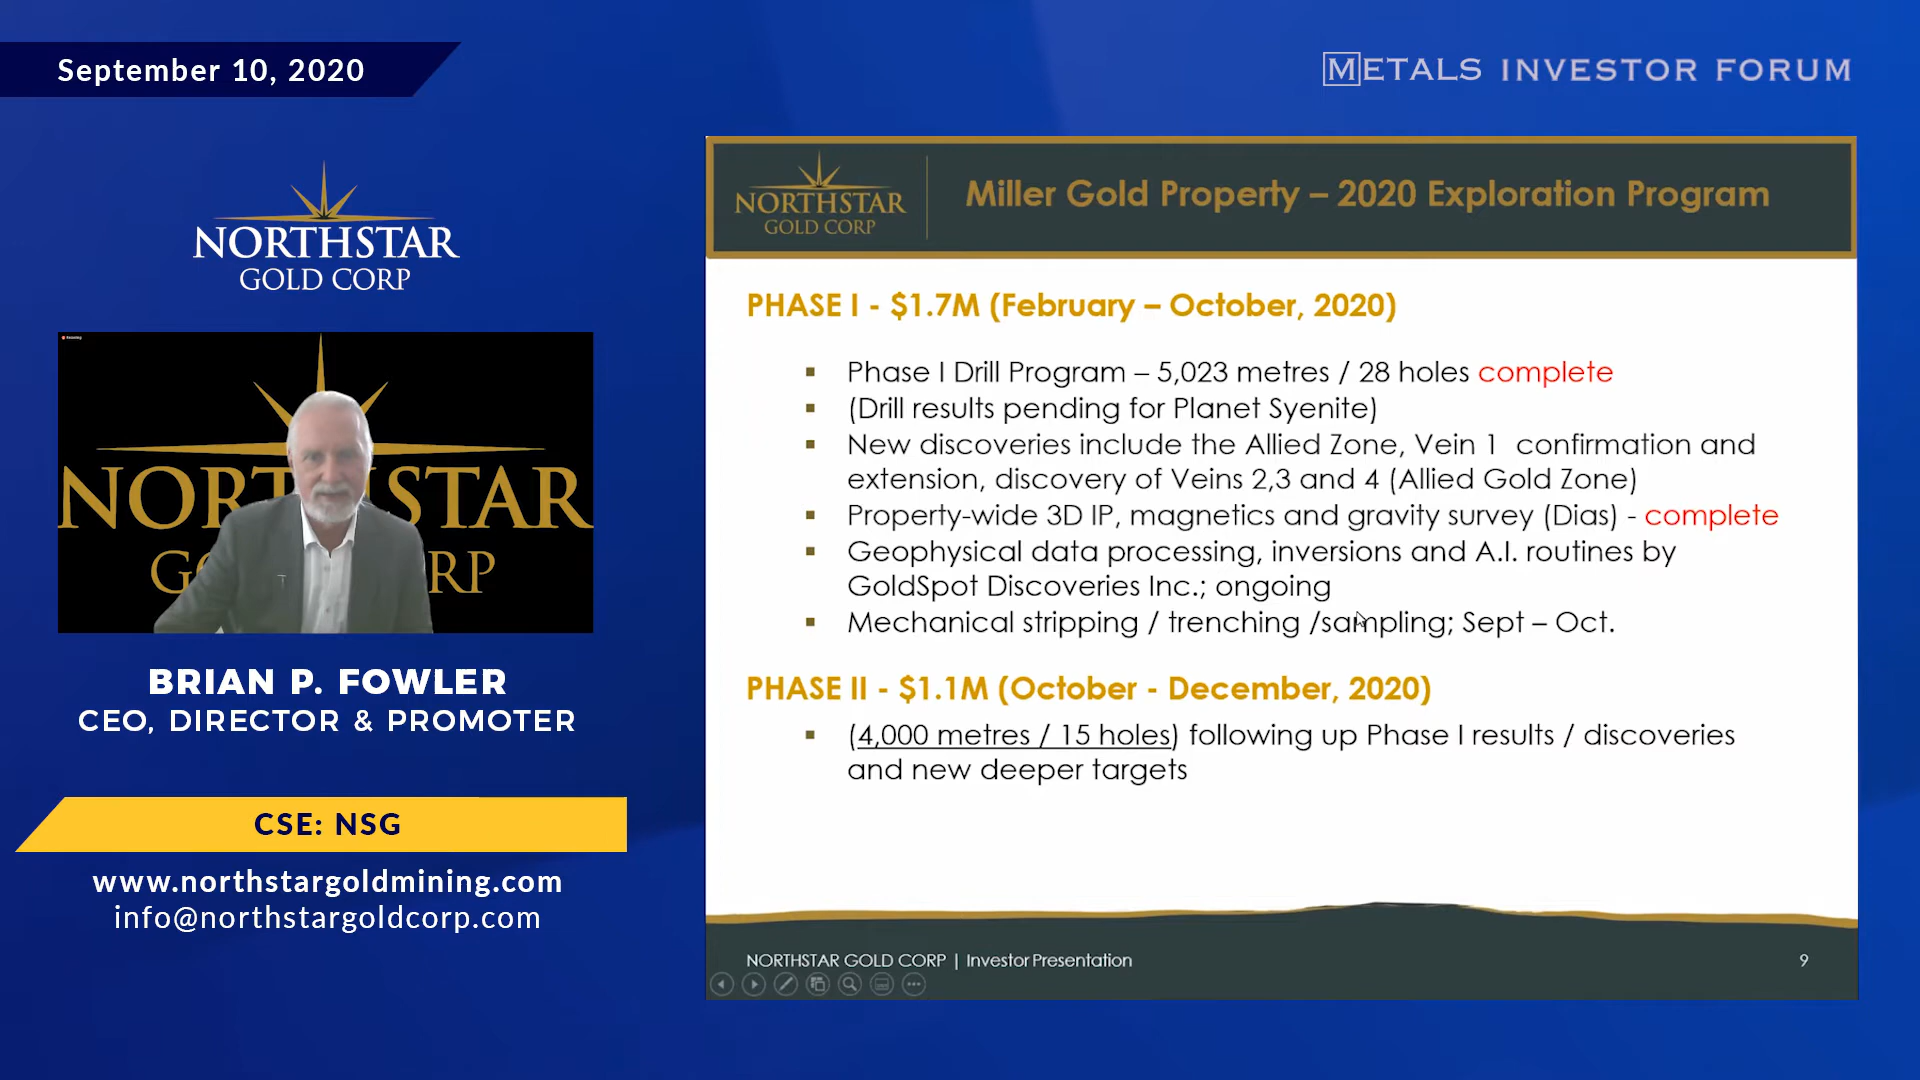 September 10, 2020
METALS INVESTOR FORUM
NORTHSTAR
GOLD CORP
NORTHSTAR
GOLD CORP
Miller Gold Property – 2020 Exploration Program
PHASE I - $1.7M (February – October, 2020)
▪ Phase I Drill Program – 5,023 metres / 28 holes complete
▪ (Drill results pending for Planet Syenite)
▪ New discoveries include the Allied Zone, Vein 1 confirmation and
extension, discovery of Veins 2,3 and 4 (Allied Gold Zone)
▪ Property-wide 3D IP, magnetics and gravity survey (Dias) - complete
▪ Geophysical data processing, inversions and A.I. routines by
GoldSpot Discoveries Inc.; ongoing
▪ Mechanical stripping / trenching /sampling; Sept – Oct.
PHASE II - $1.1M (October - December, 2020)
▪ (4,000 metres / 15 holes) following up Phase I results / discoveries
and new deeper targets
NORTHSTAR GOLD CORP | Investor Presentation
9
BRIAN P. FOWLER
CEO, DIRECTOR & PROMOTER
CSE: NSG
www.northstargoldmining.com
info@northstargoldcorp.com